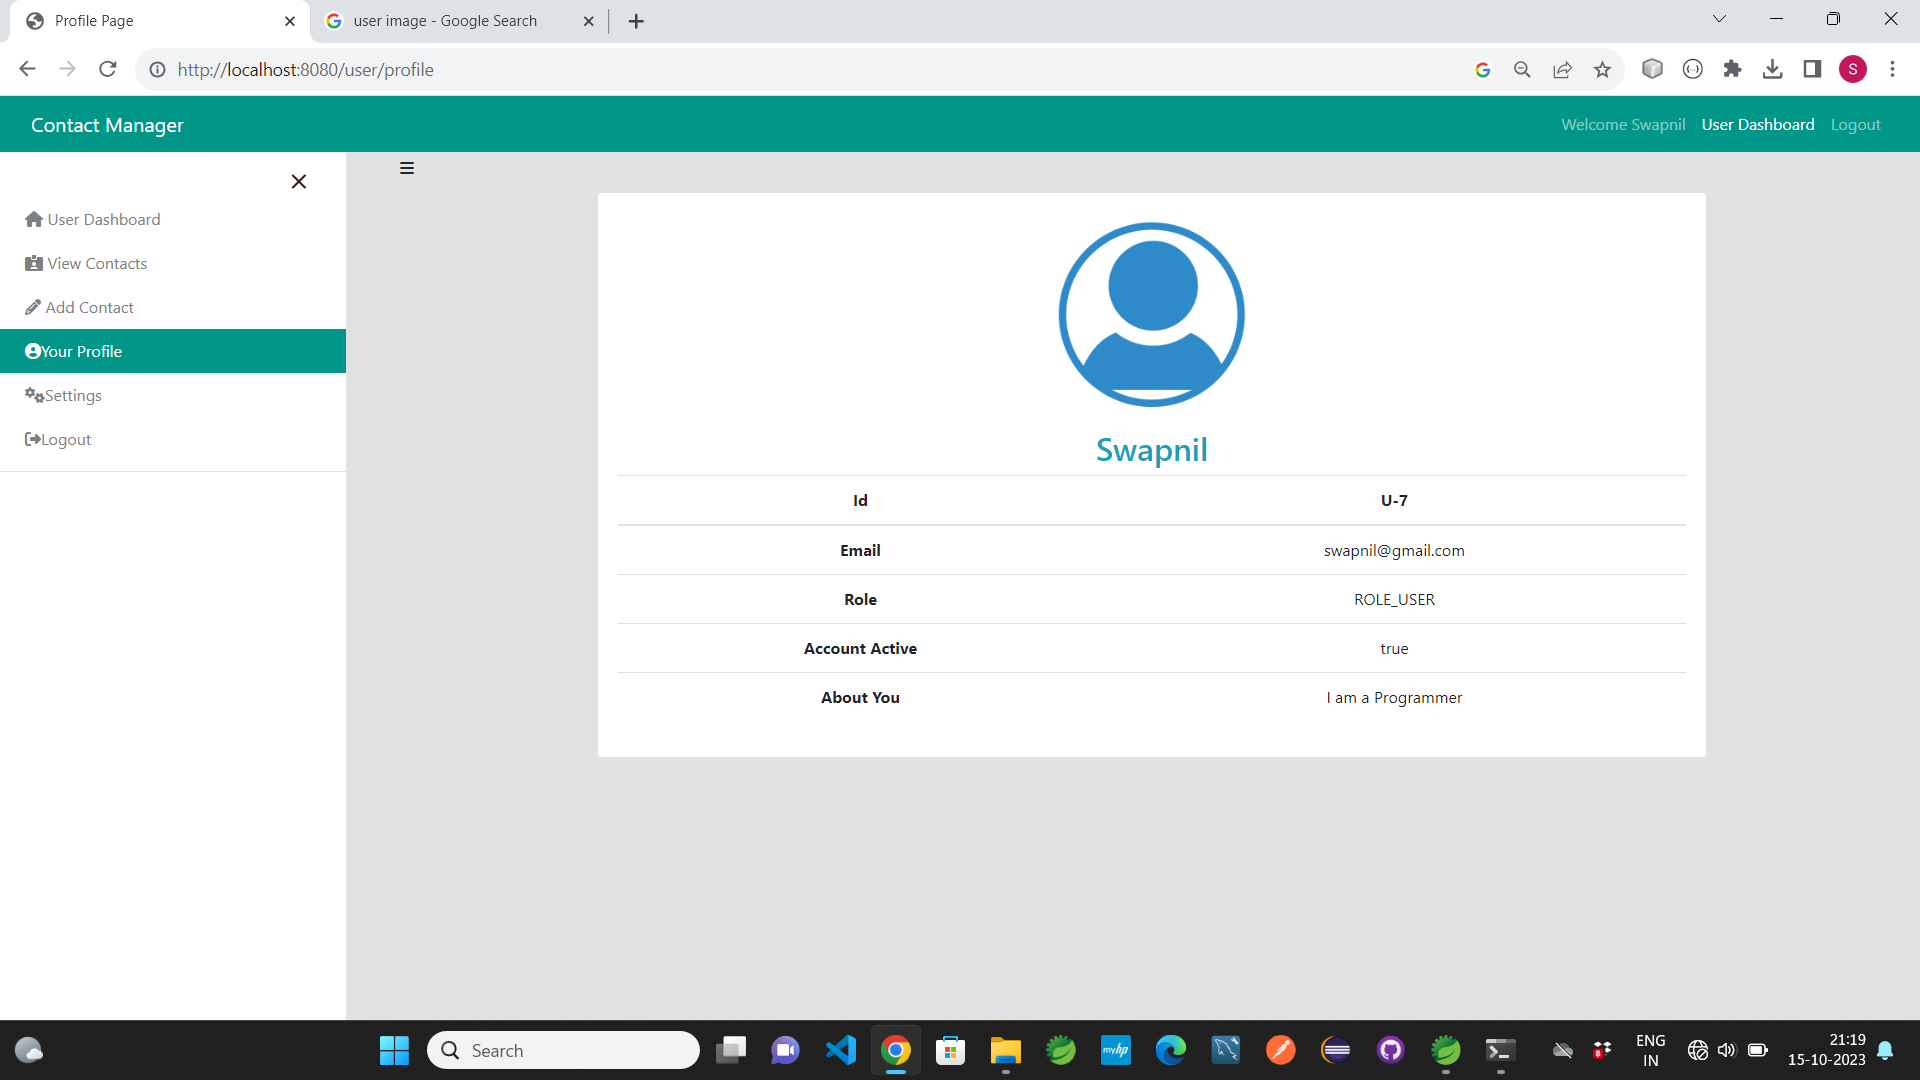 Profile Page
user image - Google Search
http://localhost:8080/user/profile
S
Contact Manager
Welcome Swapnil User Dashboard Logout
User Dashboard
View Contacts
Add Contact
Your Profile
Settings
Logout
Swapnil
Id U-7
Email swapnil@gmail.com
Role ROLE_USER
Account Active true
About You I am a Programmer
Search
myhp
8
ENG
IN
21:19
15-10-2023